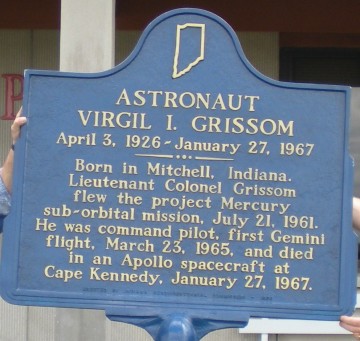 ASTRONAUT
VIRGIL I. GRISSOM
April 3, 1926-January 27, 1967
Born in Mitchell, Indiana.
Lieutenant Colonel Grissom
flew the project Mercury
sub-orbital mission, July 21, 1961.
He was command pilot, first Gemini
flight, March 23, 1965, and died
in an Apollo spacecraft at
Cape Kennedy, January 27, 1967.